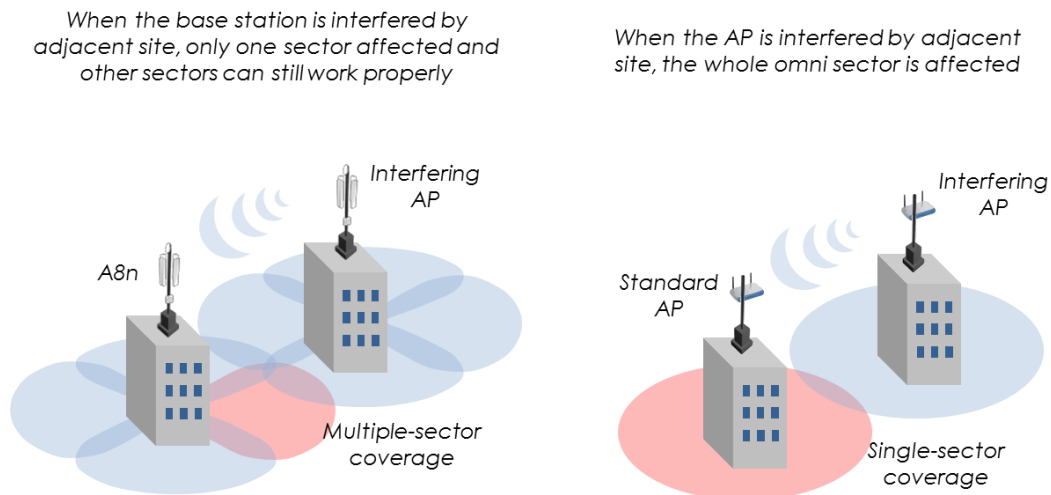 When the base station is interfered by
adjacent site, only one sector affected and
other sectors can still work properly
When the AP is interfered by adjacent
site, the whole omni sector is affected
Interfering
AP
A8n
Multiple-sector
coverage
Interfering
AP
Standard
AP
Single-sector
coverage